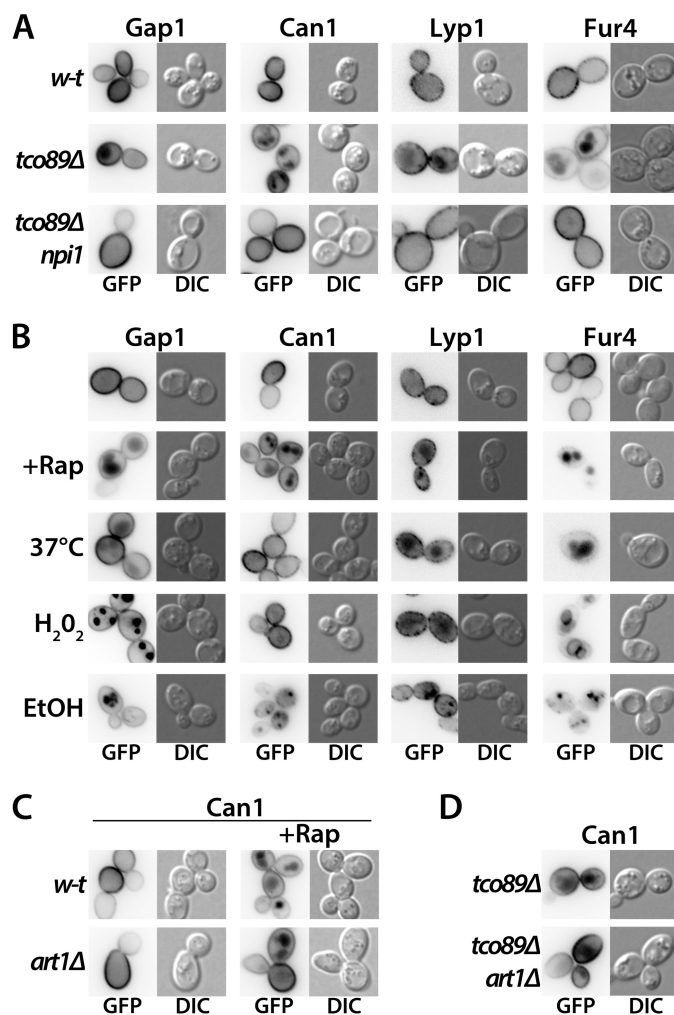 A
Gap1 Can1 Lyp1 Fur4
w-t
tco89Δ
tco89Δ
npi1
GFP DIC GFP DIC GFP DIC GFP DIC
B
Gap1 Can1 Lyp1 Fur4
+Rap
37°C
H₂0₂
EtOH
GFP DIC GFP DIC GFP DIC GFP DIC
C D
Can1
+Rap Can1
w-t tco89Δ
art1Δ tco89Δ
art1Δ
GFP DIC GFP DIC GFP DIC